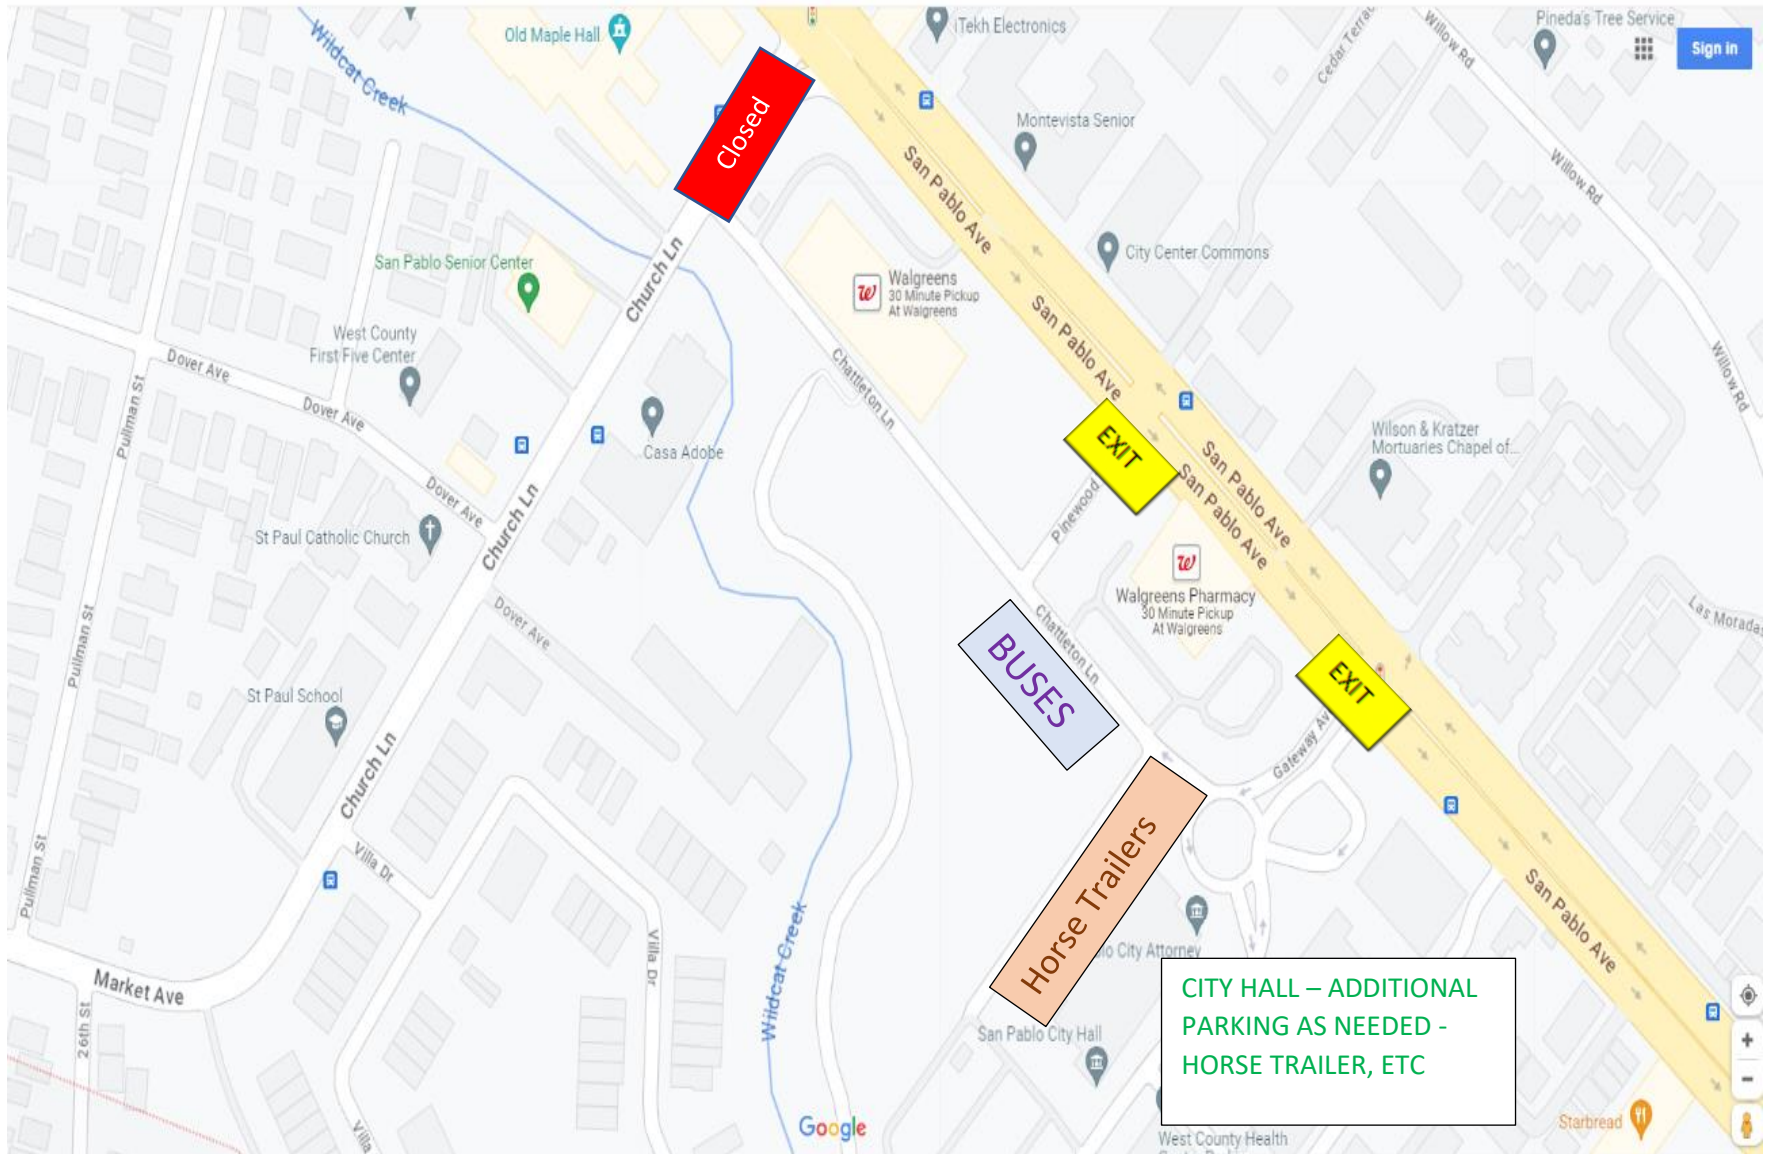 Old Maple Hall
iTekh Electronics
Cedar Terrac
Willow Rd
Pineda's Tree Service
Sign in
Wildcat Creek
Closed
Montevista Senior
San Pablo Ave
Willow Rd
San Pablo Senior Center
Church Ln
Walgreens
30 Minute Pickup
At Walgreens
City Center Commons
West County
First Five Center
Dover Ave
Pullman St
Dover Ave
Chattleton Ln
San Pablo Ave
Willow Rd
Casa Adobe
EXIT
San Pablo Ave
San Pablo Ave
Wilson & Kratzer
Mortuaries Chapel of...
Dover Ave
Church Ln
St Paul Catholic Church
Pinewood
Walgreens Pharmacy
30 Minute Pickup
At Walgreens
Las Moradas
Pullman St
Dover Ave
Chattleton Ln
BUSES
EXIT
St Paul School
Church Ln
Gateway Av
Horse Trailers
Pullman St
Villa Dr
Villa Dr
Wildcat Creek
San Pablo Ave
lo City Attorney
Market Ave
26th St
San Pablo City Hall
CITY HALL – ADDITIONAL
PARKING AS NEEDED -
HORSE TRAILER, ETC
Villa
Google
West County Health
Starbread